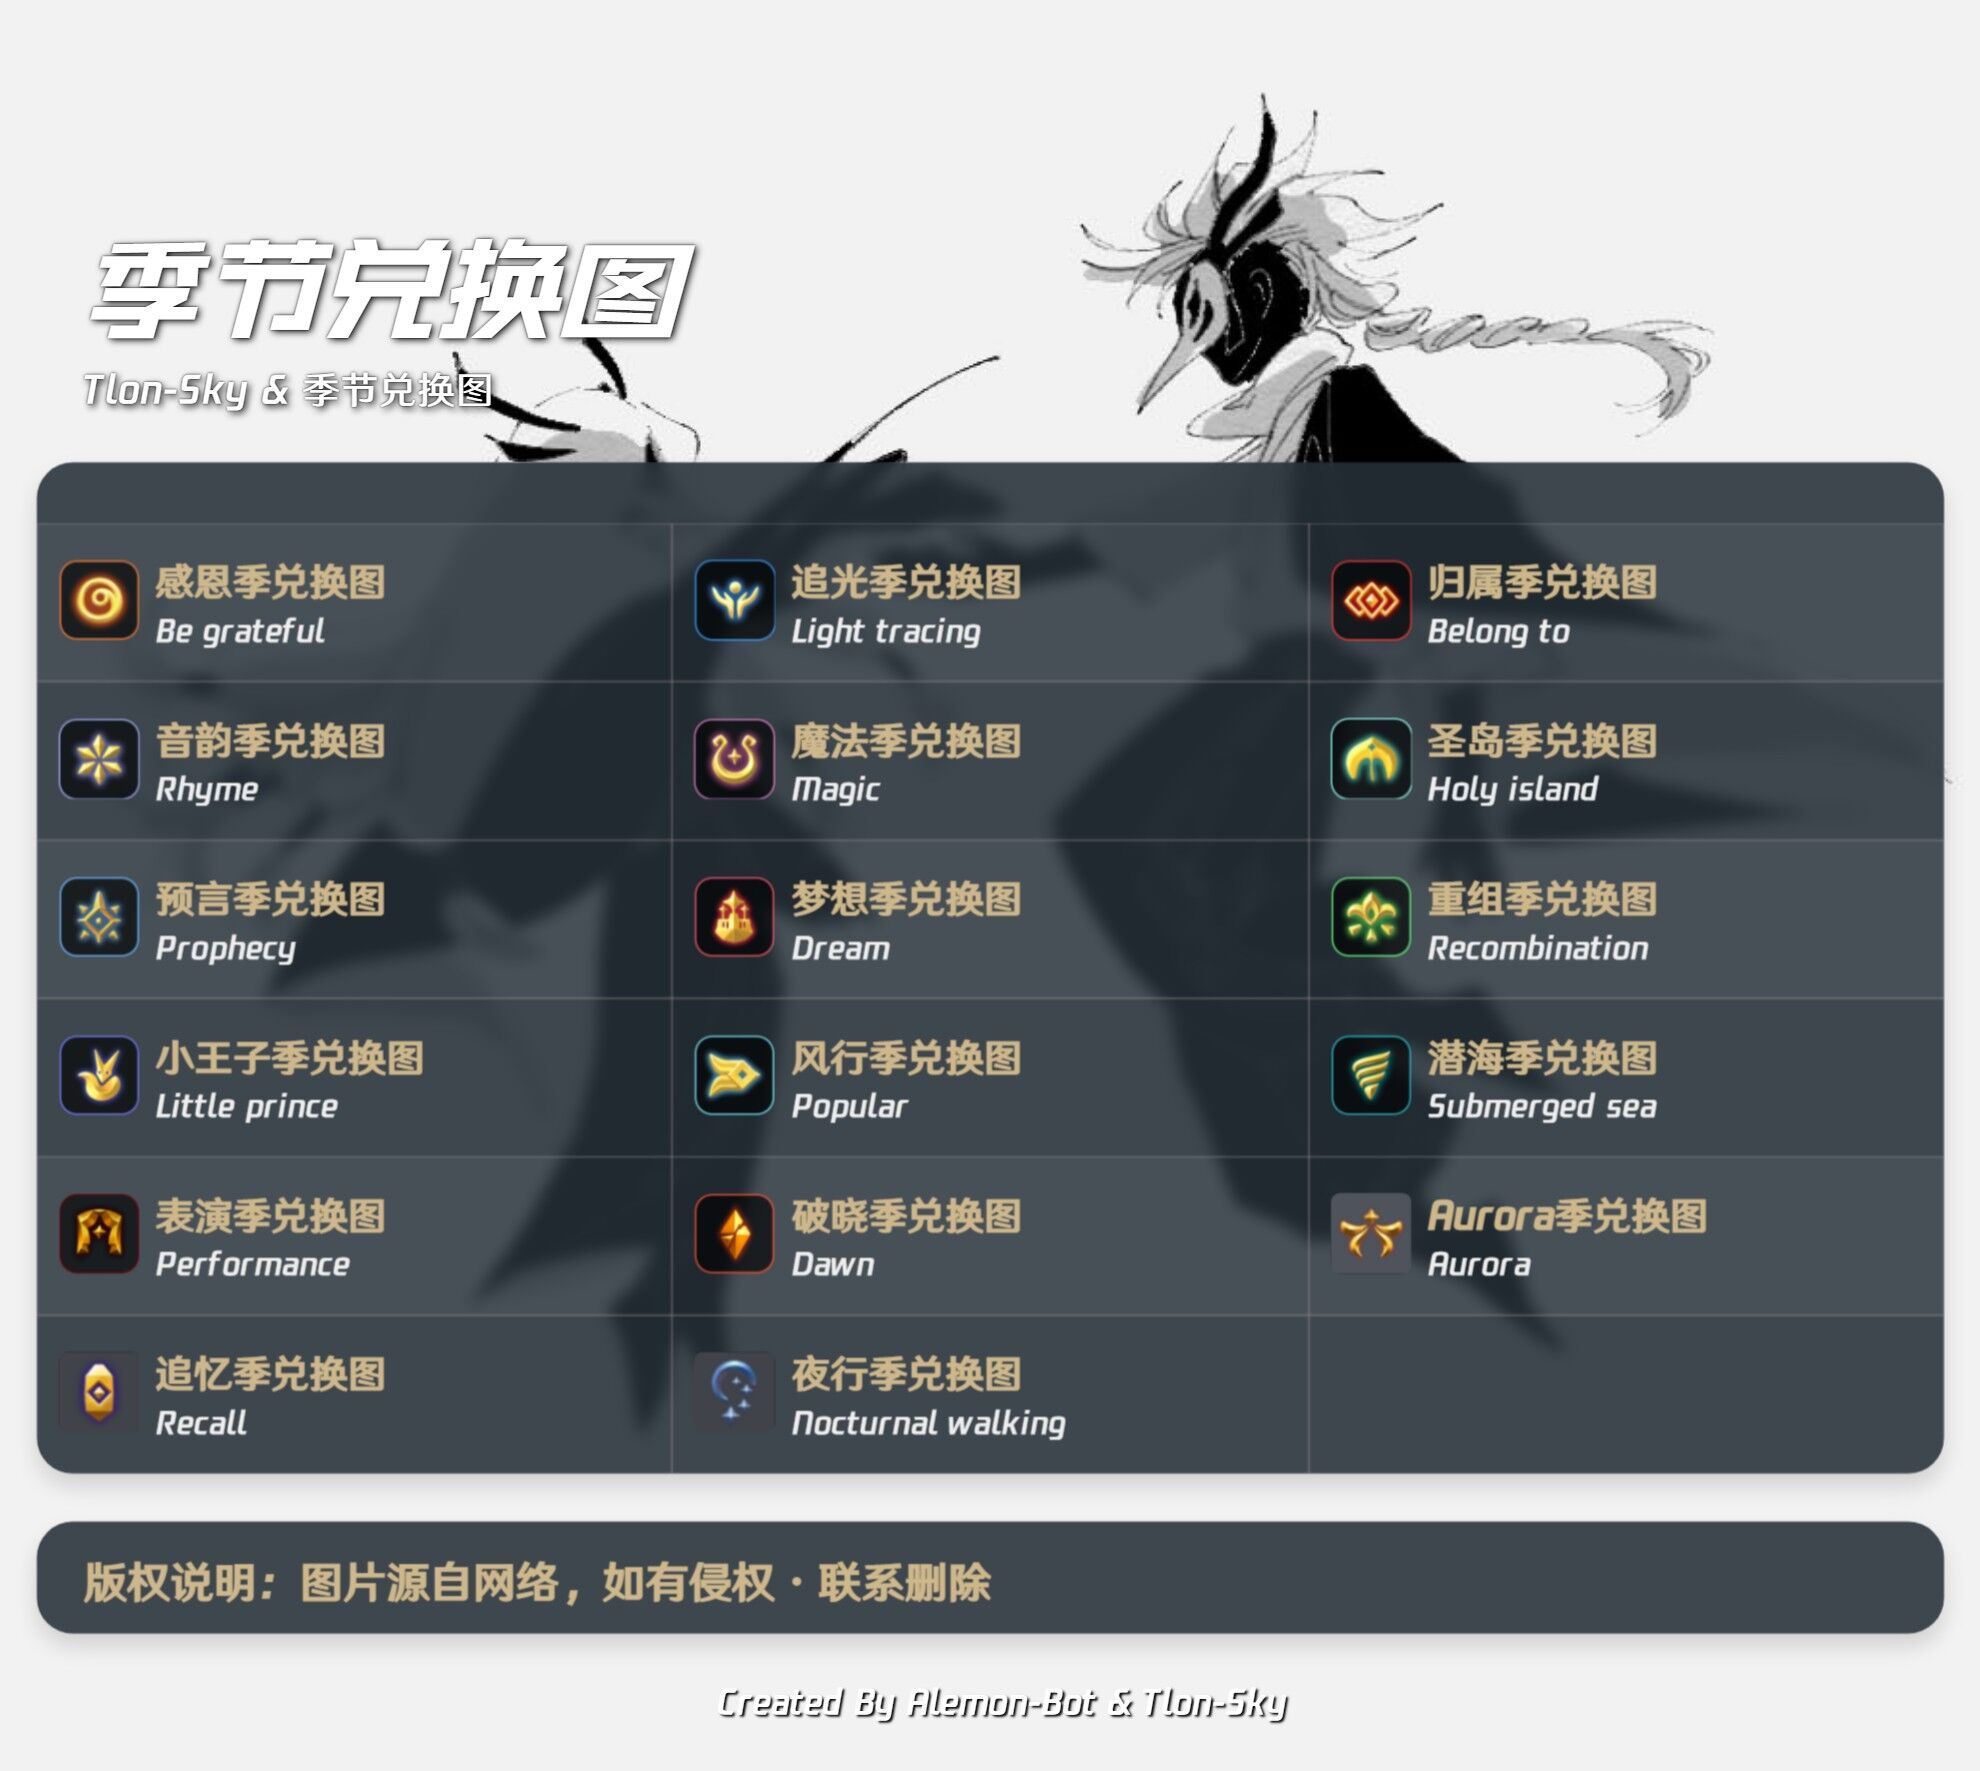 季节兑换图
Tlon-Sky & 季节兑换图
感恩季兑换图
Be grateful
追光季兑换图
Light tracing
归属季兑换图
Belong to
音韵季兑换图
Rhyme
魔法季兑换图
Magic
圣岛季兑换图
Holy island
预言季兑换图
Prophecy
梦想季兑换图
Dream
重组季兑换图
Recombination
小王子季兑换图
Little prince
风行季兑换图
Popular
潜海季兑换图
Submerged sea
表演季兑换图
Performance
破晓季兑换图
Dawn
Aurora季兑换图
Aurora
追忆季兑换图
Recall
夜行季兑换图
Nocturnal walking
版权说明：图片源自网络，如有侵权·联系删除
Created By Alemon-Bot & Tlon-Sky